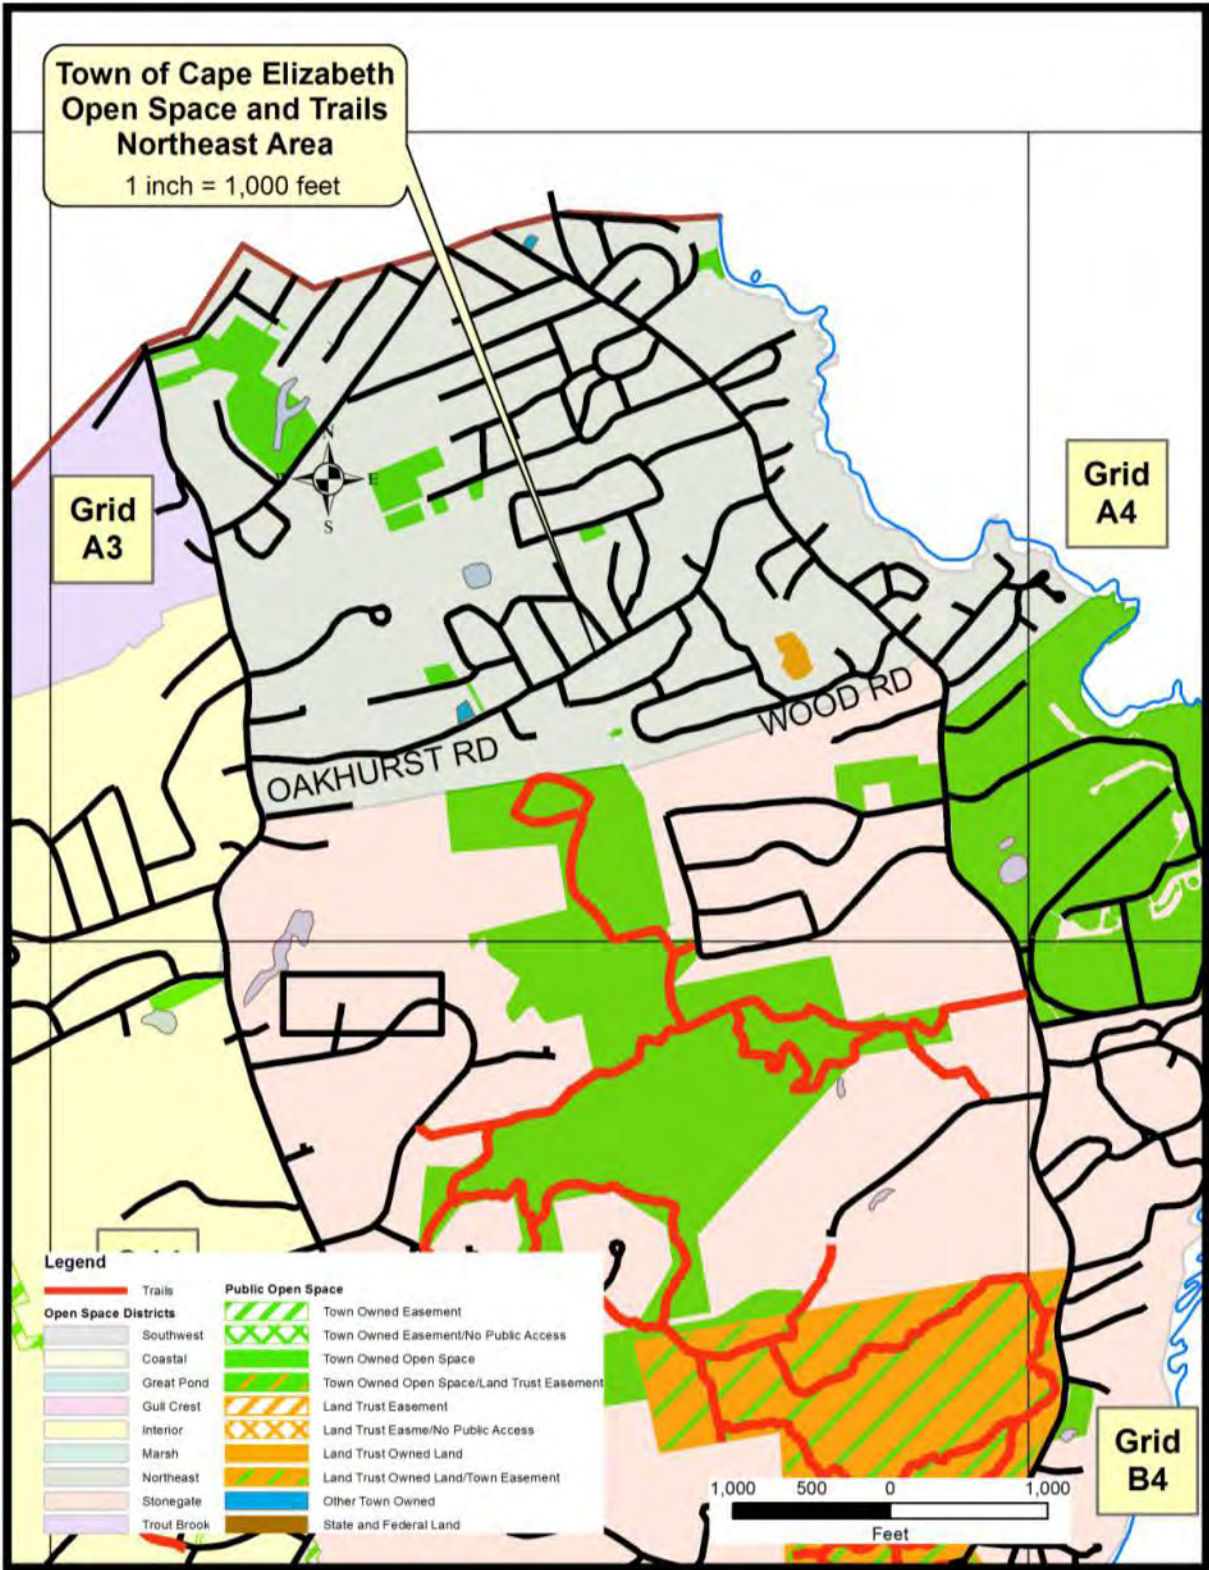 Town of Cape Elizabeth
Open Space and Trails
Northeast Area
1 inch = 1,000 feet
N
E
S
Grid
A3
Grid
A4
WOOD RD
OAKHURST RD
Legend
Trails
Open Space Districts
Southwest
Coastal
Great Pond
Gull Crest
Interior
Marsh
Northeast
Stonegate
Trout Brook
Public Open Space
Town Owned Easement
Town Owned Easement/No Public Access
Town Owned Open Space
Town Owned Open Space/Land Trust Easement
Land Trust Easement
Land Trust Easme/No Public Access
Land Trust Owned Land
Land Trust Owned Land/Town Easement
Other Town Owned
State and Federal Land
Grid
B4
1,000 500 0 1,000
Feet